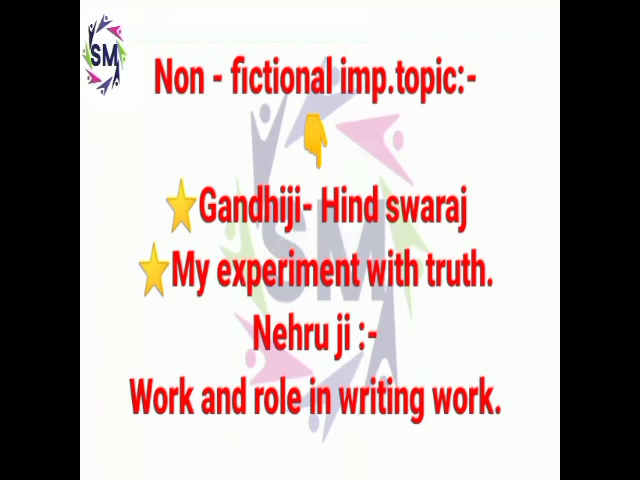 SM
Non - fictional imp.topic:-
👇
⭐Gandhiji- Hind swaraj
⭐My experiment with truth.
Nehru ji :-
Work and role in writing work.
SM